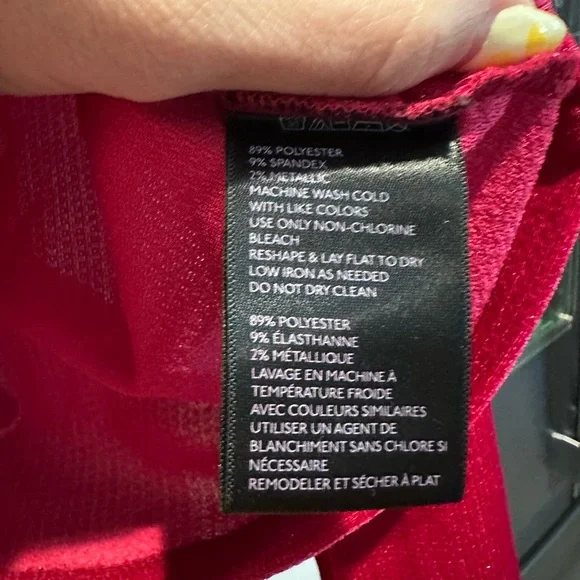 89% POLYESTER
9% SPANDEX
2% METALLIC
MACHINE WASH COLD
WITH LIKE COLORS
USE ONLY NON-CHLORINE
BLEACH
RESHAPE & LAY FLAT TO DRY
LOW IRON AS NEEDED
DO NOT DRY CLEAN
89% POLYESTER
9% ÉLASTHANNE
2% MÉTALLIQUE
LAVAGE EN MACHINE À
TEMPÉRATURE FROIDE
AVEC COULEURS SIMILAIRES
UTILISER UN AGENT DE
BLANCHIMENT SANS CHLORE SI
NÉCESSAIRE
REMODELER ET SÉCHER À PLAT